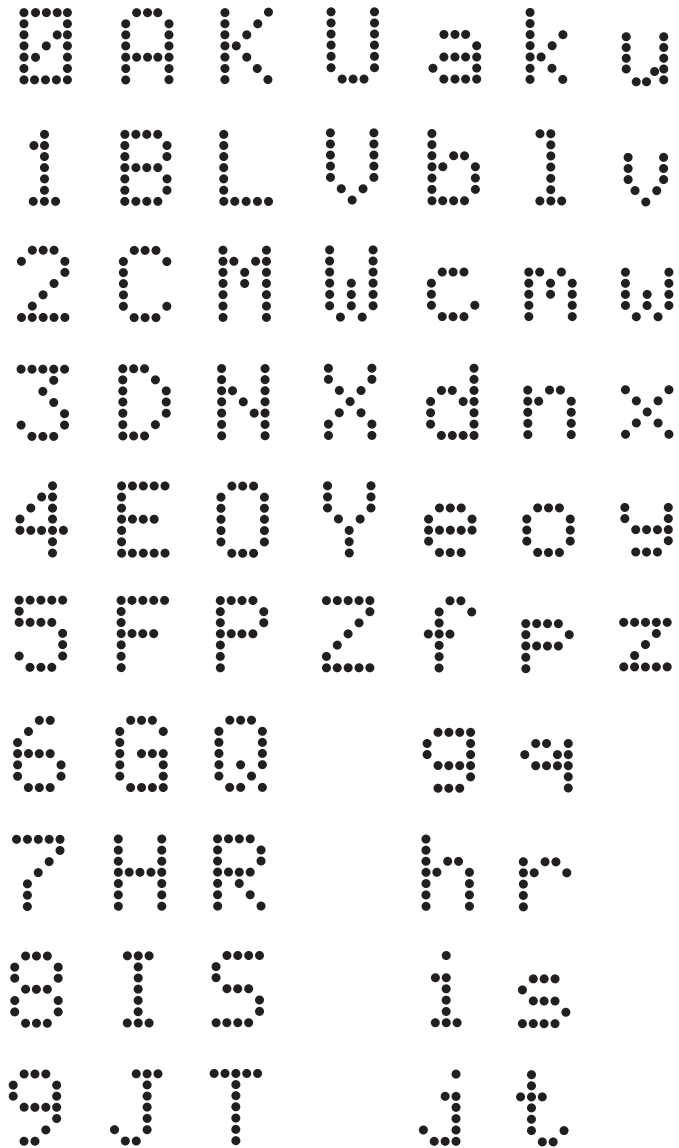 0 A K U a k u
1 B L V b l v
2 C M W c m w
3 D N X d n x
4 E O Y e o y
5 F P Z f p z
6 G Q g q
7 H R h r
8 I S i s
9 J T j t